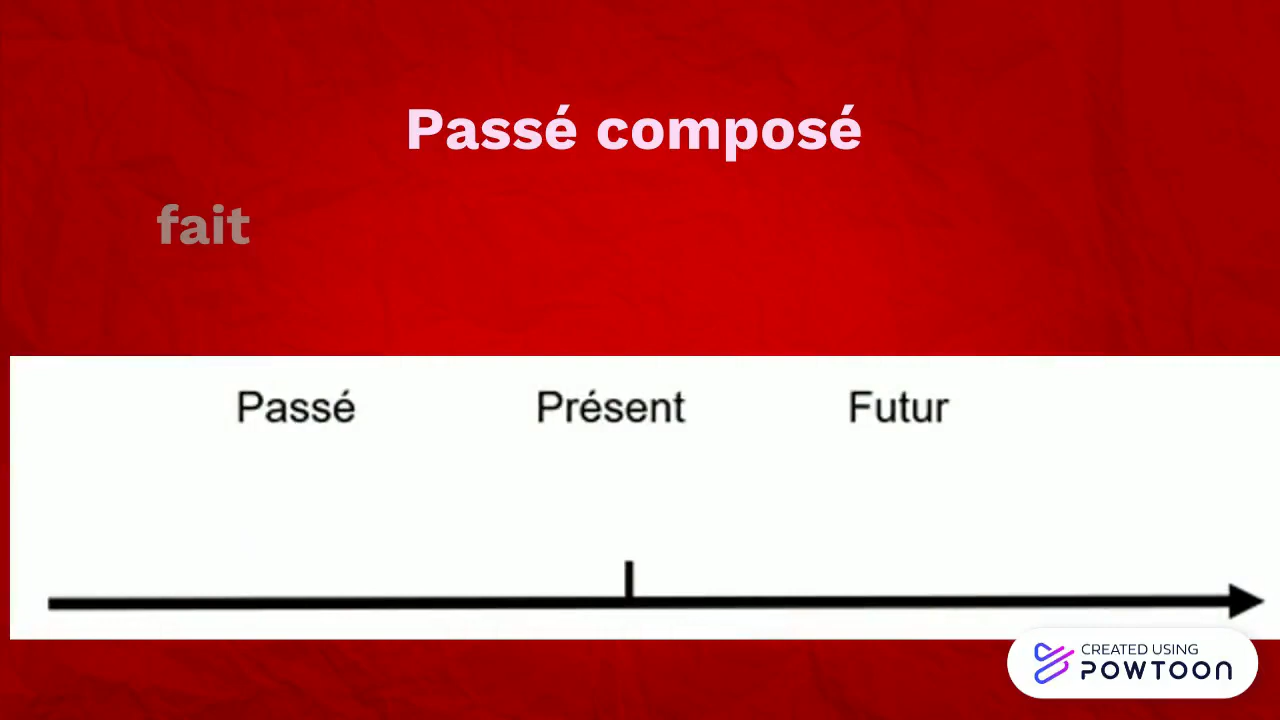 Passé composé
fait
Passé Présent Futur
CREATED USING
POWTOON